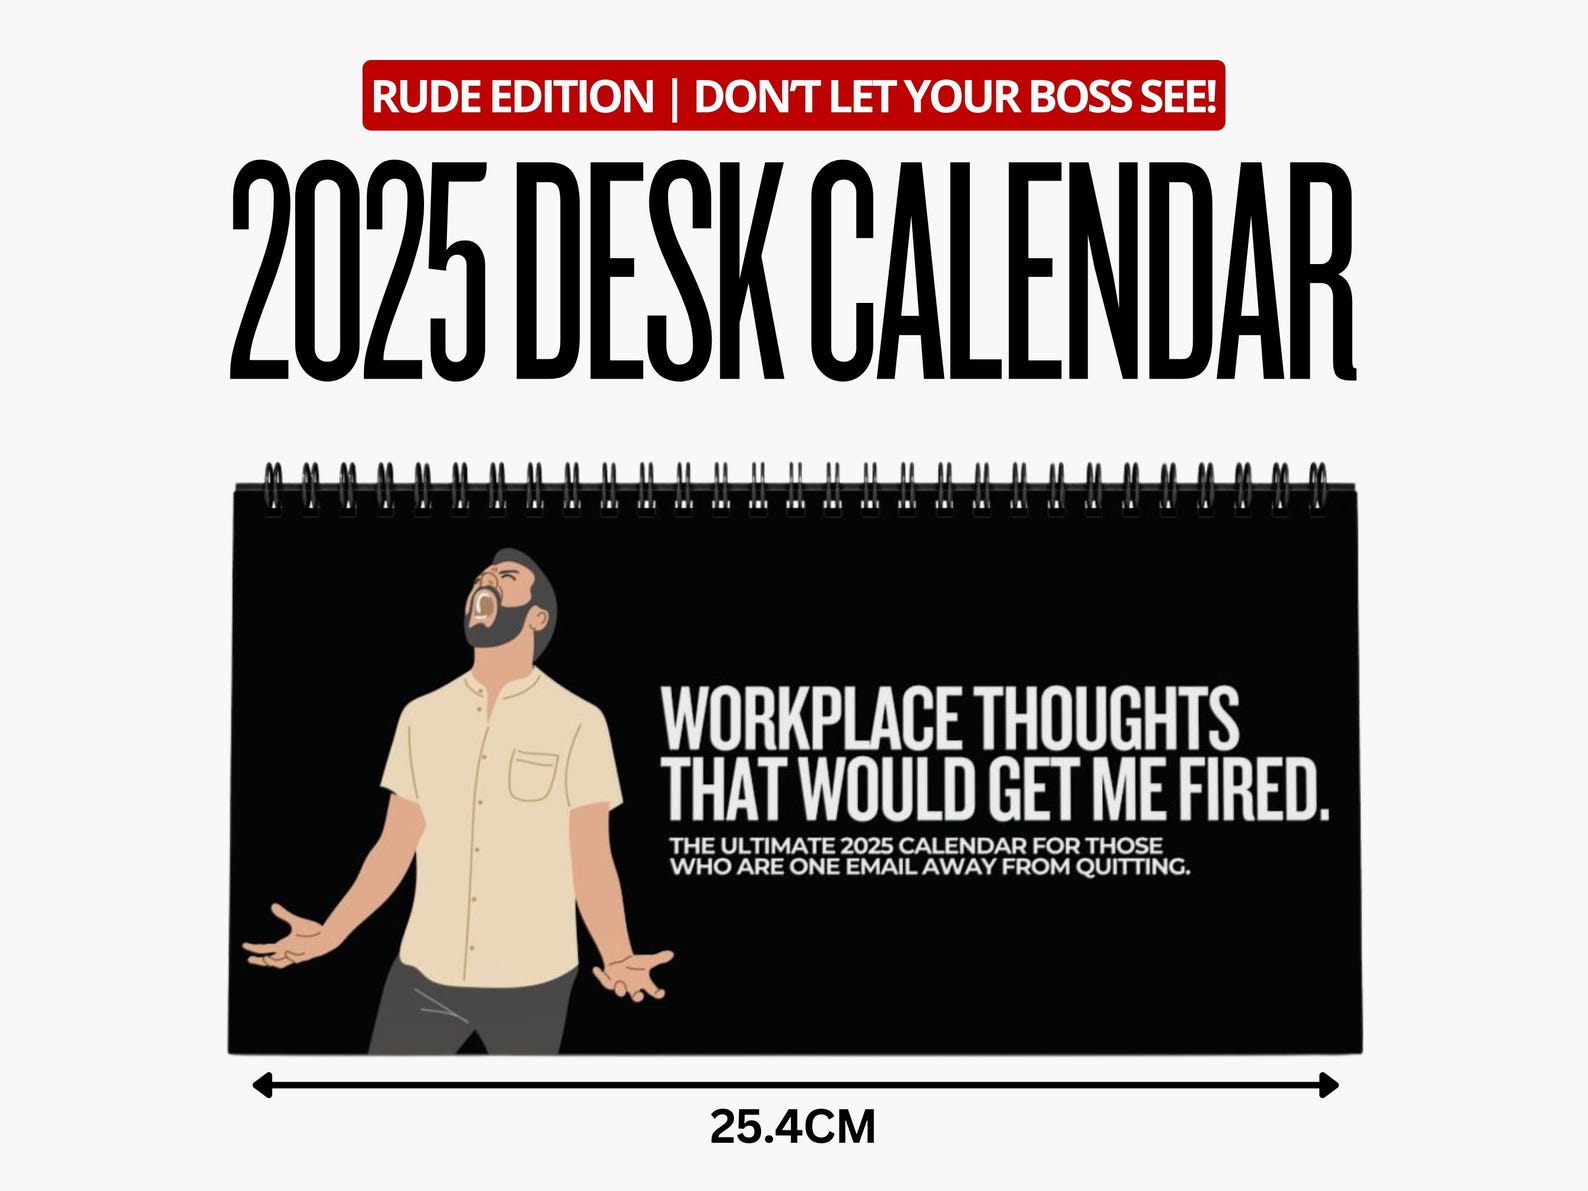 RUDE EDITION | DON'T LET YOUR BOSS SEE!
2025 DESK CALENDAR
WORKPLACE THOUGHTS
THAT WOULD GET ME FIRED.
THE ULTIMATE 2025 CALENDAR FOR THOSE
WHO ARE ONE EMAIL AWAY FROM QUITTING.
25.4CM